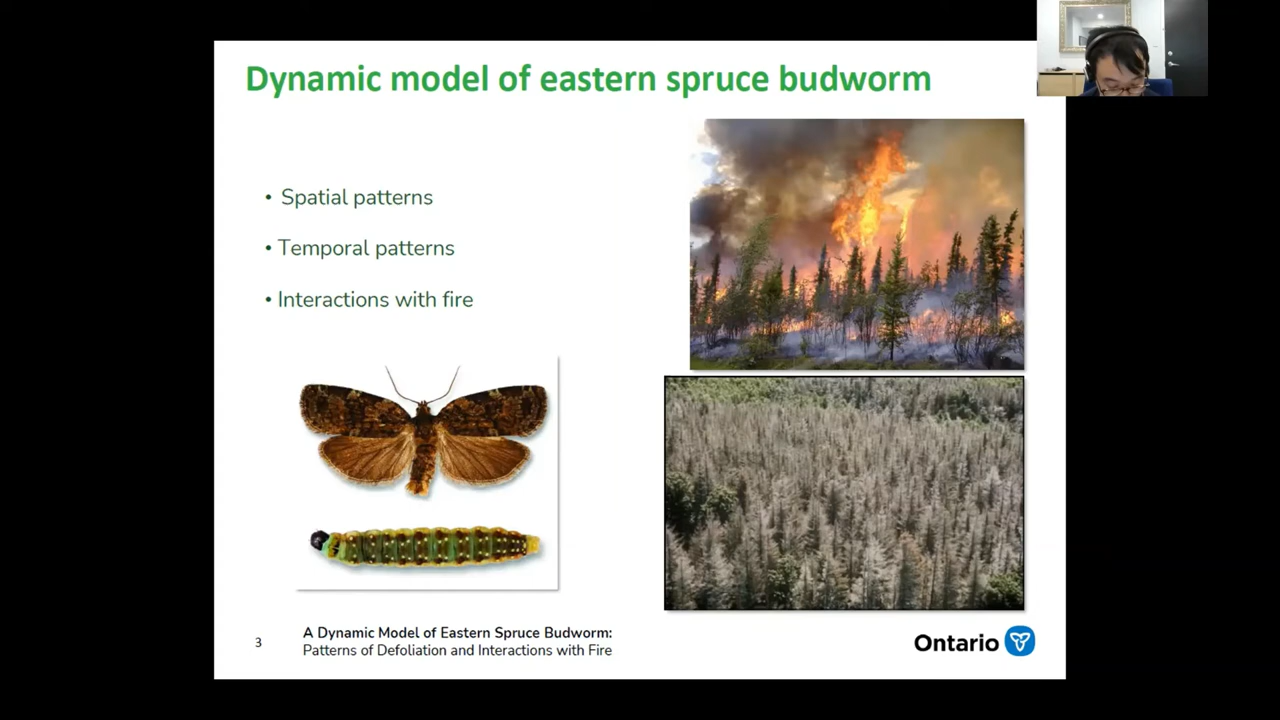 Dynamic model of eastern spruce budworm
• Spatial patterns
• Temporal patterns
• Interactions with fire
3
A Dynamic Model of Eastern Spruce Budworm:
Patterns of Defoliation and Interactions with Fire
Ontario